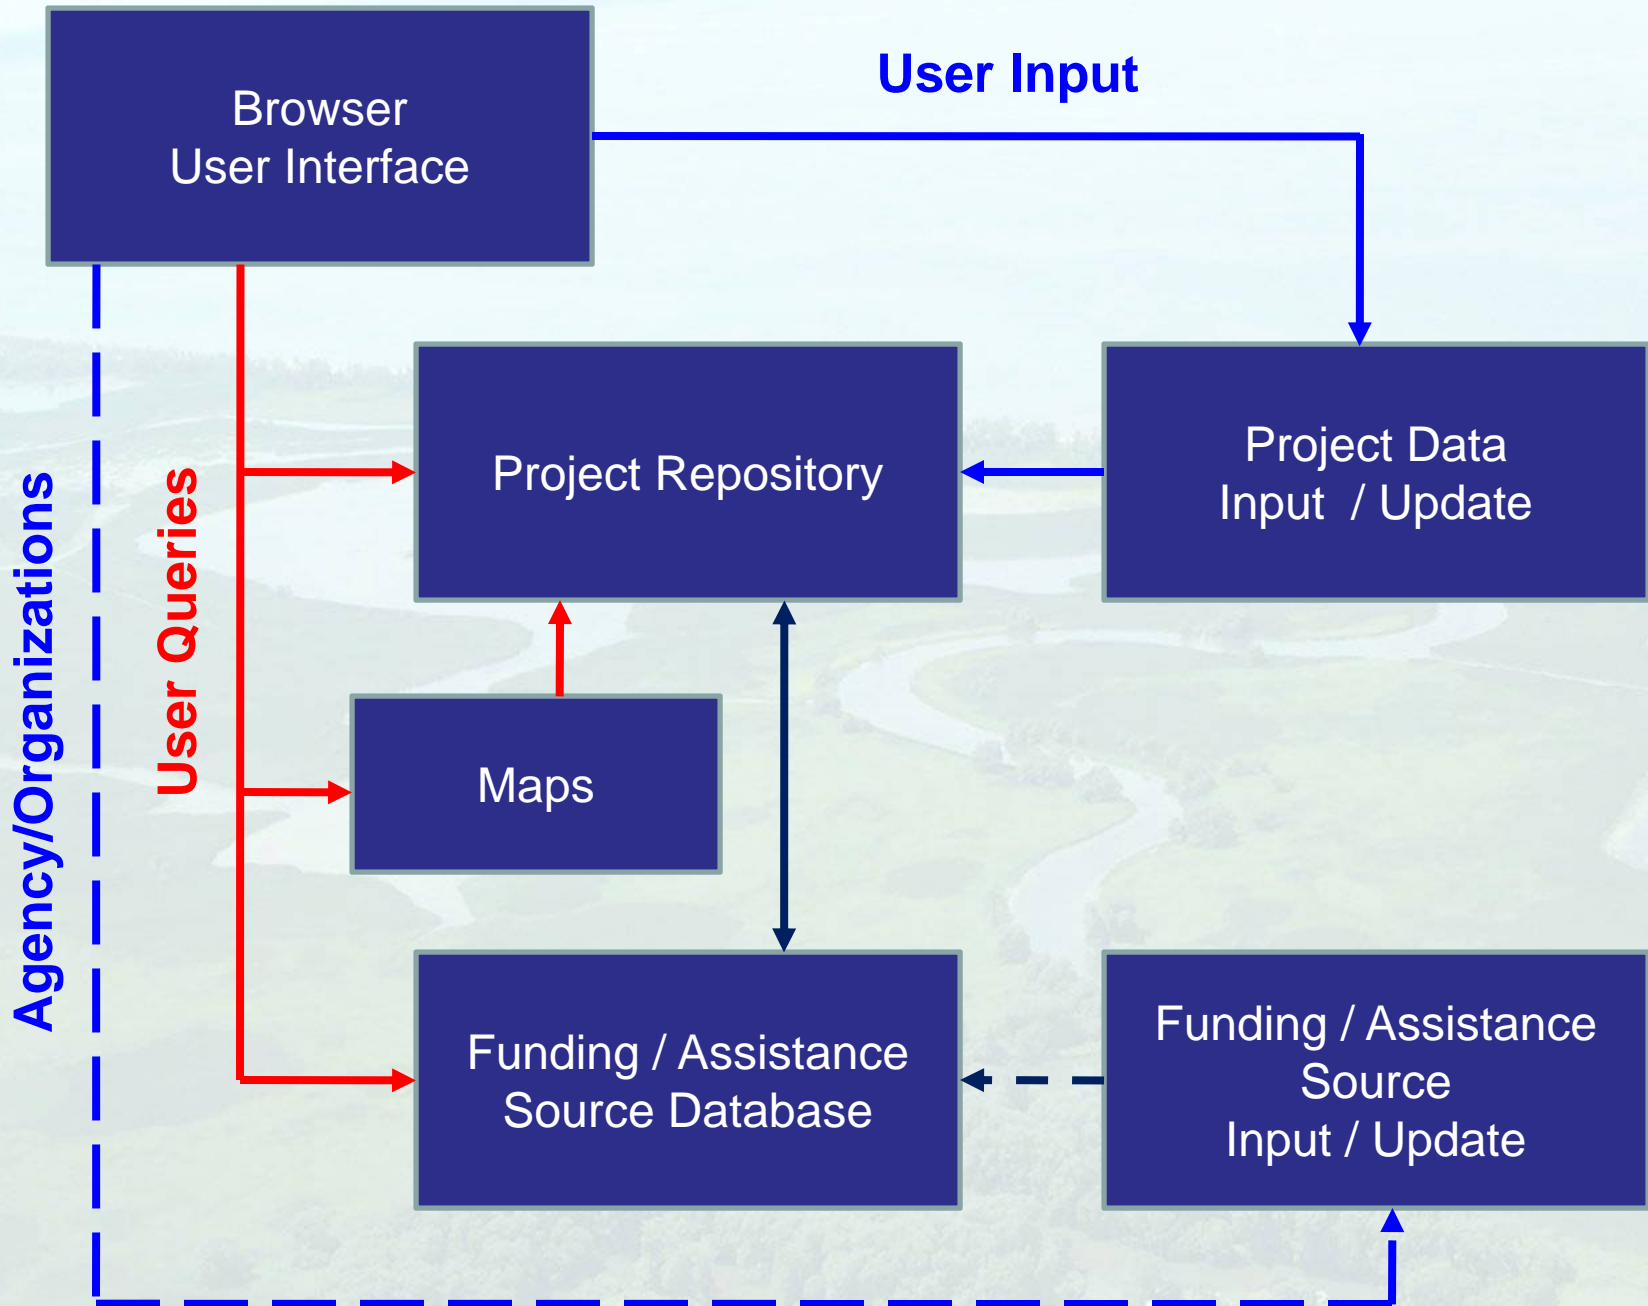 Browser
User Interface
User Input
Project Repository
Project Data
Input / Update
Agency/Organizations
User Queries
Maps
Funding / Assistance
Source Database
Funding / Assistance
Source
Input / Update